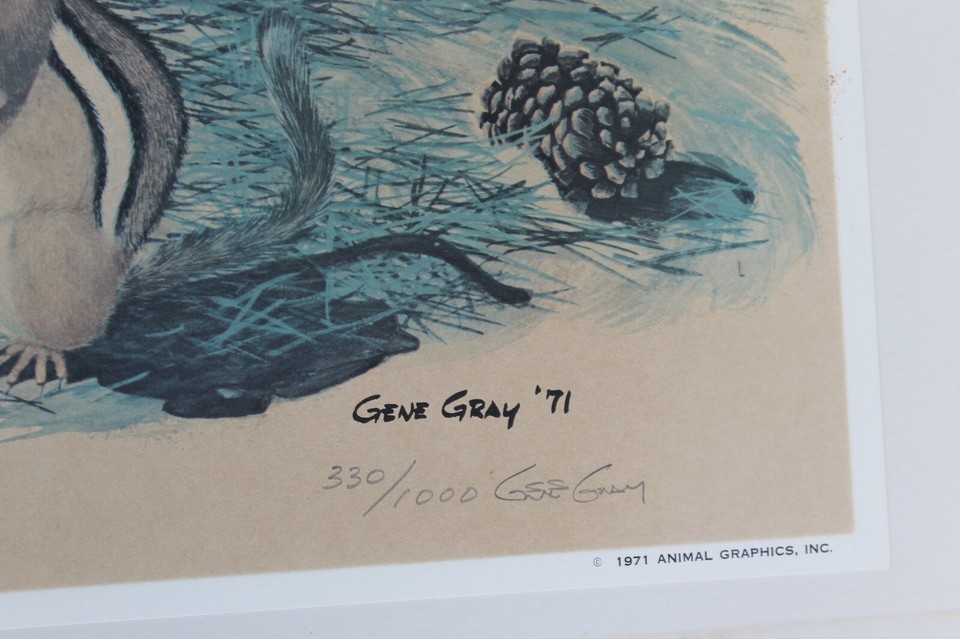 GENE GRAY '71
330/1000 Gene Gray
© 1971 ANIMAL GRAPHICS, INC.